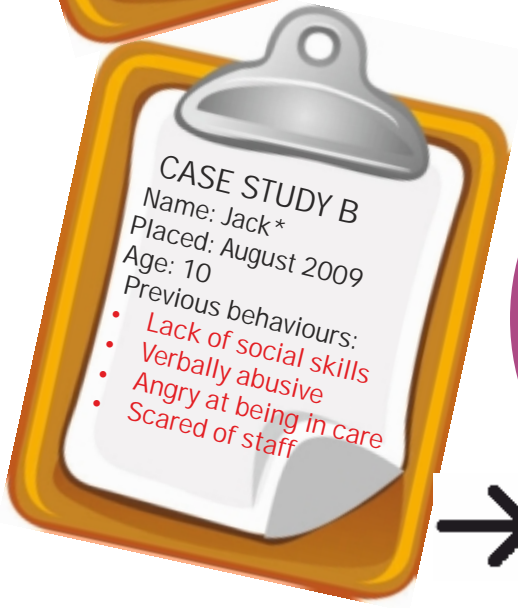 CASE STUDY B
Name: Jack*
Placed: August 2009
Age: 10
Previous behaviours:
• Lack of social skills
• Verbally abusive
• Angry at being in care
• Scared of staff